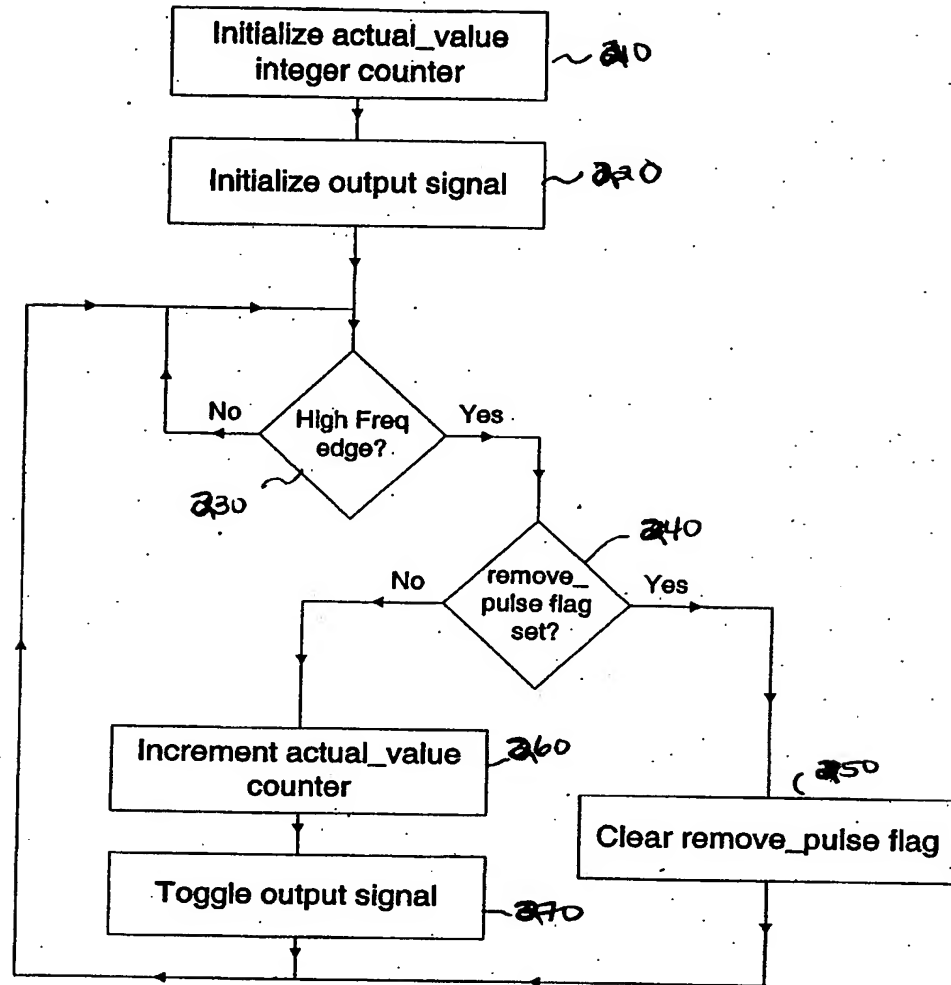 Initialize actual_value
integer counter
210
Initialize output signal
220
No
High Freq
edge?
Yes
230
240
No
remove_
pulse flag
set?
Yes
Increment actual_value
counter
260
250
Clear remove_pulse flag
Toggle output signal
270